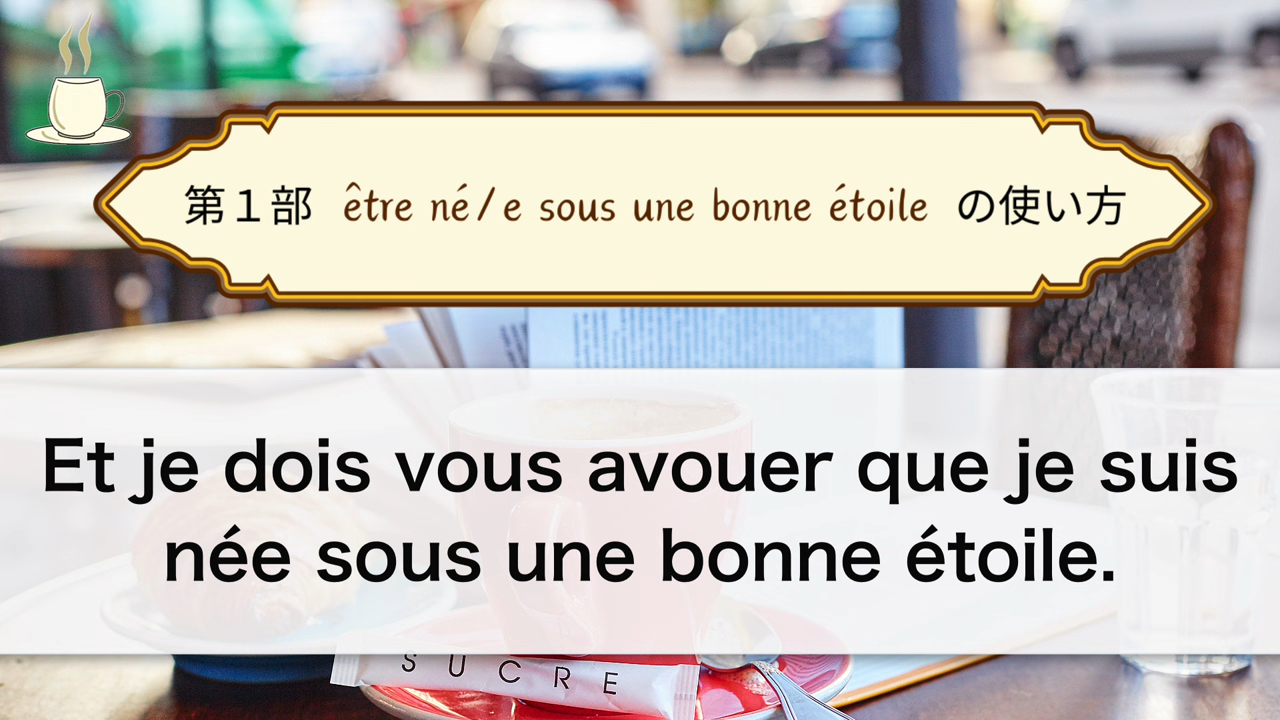 第１部 être né/e sous une bonne étoile の使い方
Et je dois vous avouer que je suis
née sous une bonne étoile.
SUCRE